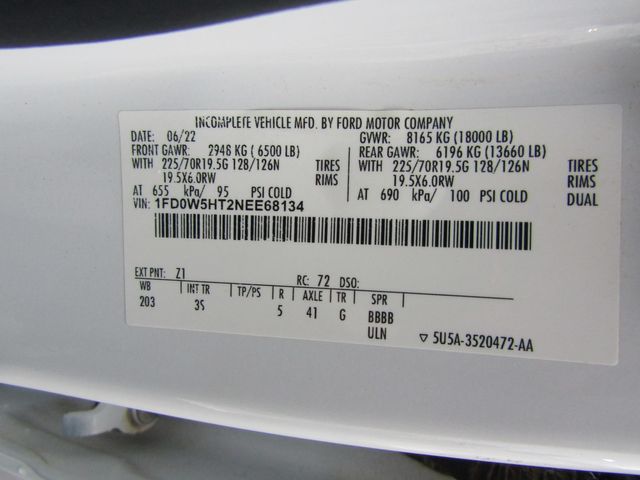 INCOMPLETE VEHICLE MFD. BY FORD MOTOR COMPANY
DATE: 06/22 GVWR: 8165 KG (18000 LB)
FRONT GAWR: 2948 KG ( 6500 LB) REAR GAWR: 6196 KG (13660 LB)
WITH 225/70R19.5G 128/126N TIRES WITH 225/70R19.5G 128/126N TIRES
19.5X6.0RW RIMS 19.5X6.0RW RIMS
AT 655 kPa/ 95 PSI COLD AT 690 kPa/ 100 PSI COLD DUAL
VIN: 1FD0W5HT2NEE68134
EXT PNT: Z1 RC: 72 DSO:
WB INT TR TP/PS R AXLE TR SPR
203 3S 5 41 G BBBB
ULN ▽ 5U5A-3520472-AA